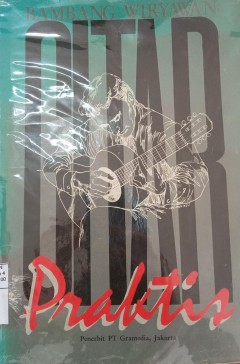 BAMBANG WIRYAWAN
GITAR
Praktis
Penerbit PT Gramedia, Jakarta